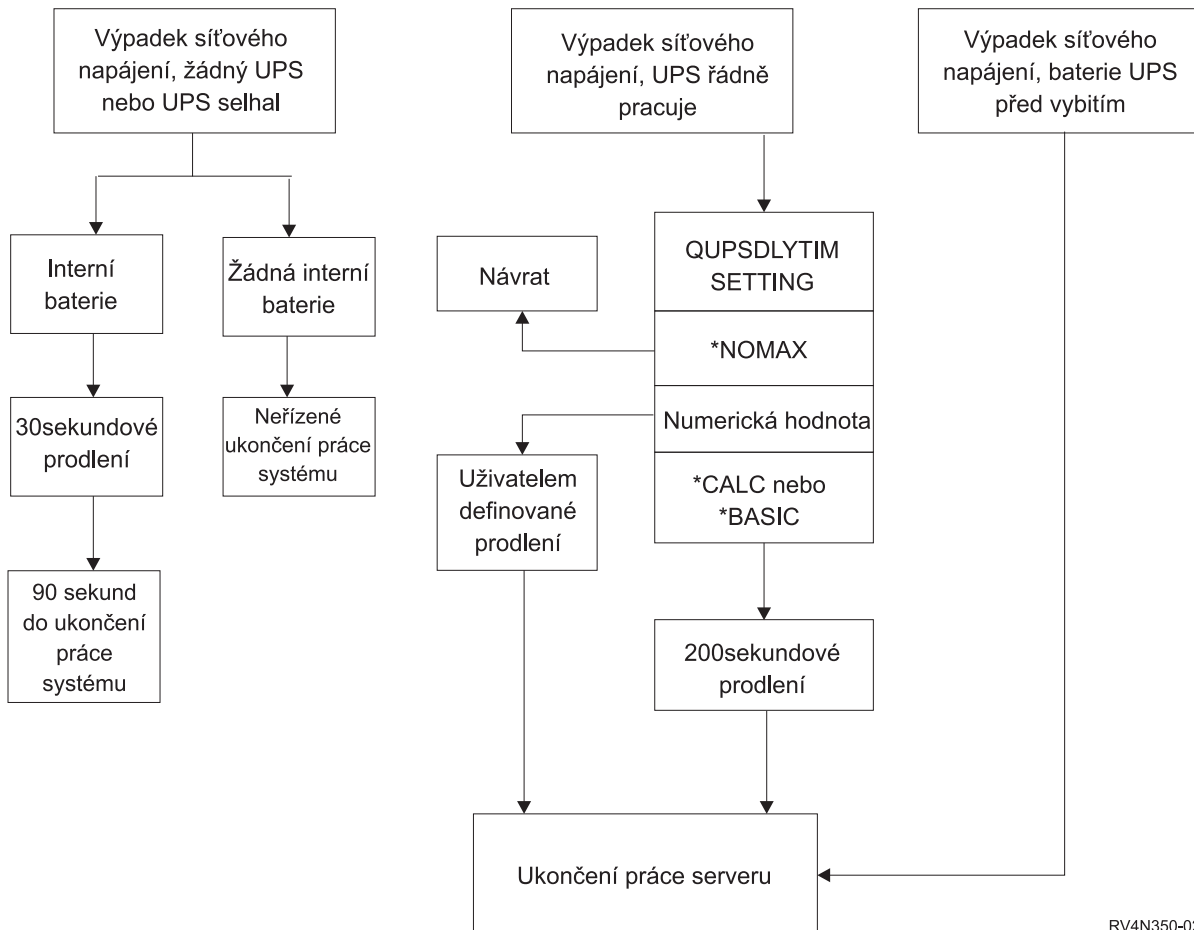 Výpadek síťového
napájení, žádný UPS
nebo UPS selhal
Výpadek síťového
napájení, UPS řádně
pracuje
Výpadek síťového
napájení, baterie UPS
před vybitím
Interní
baterie
Žádná interní
baterie
Návrat
QUPSDLYTIM
SETTING
*NOMAX
Numerická hodnota
*CALC nebo
*BASIC
30sekundové
prodlení
Neřízené
ukončení práce
systému
Uživatelem
definované
prodlení
90 sekund
do ukončení
práce
systému
200sekundové
prodlení
Ukončení práce serveru